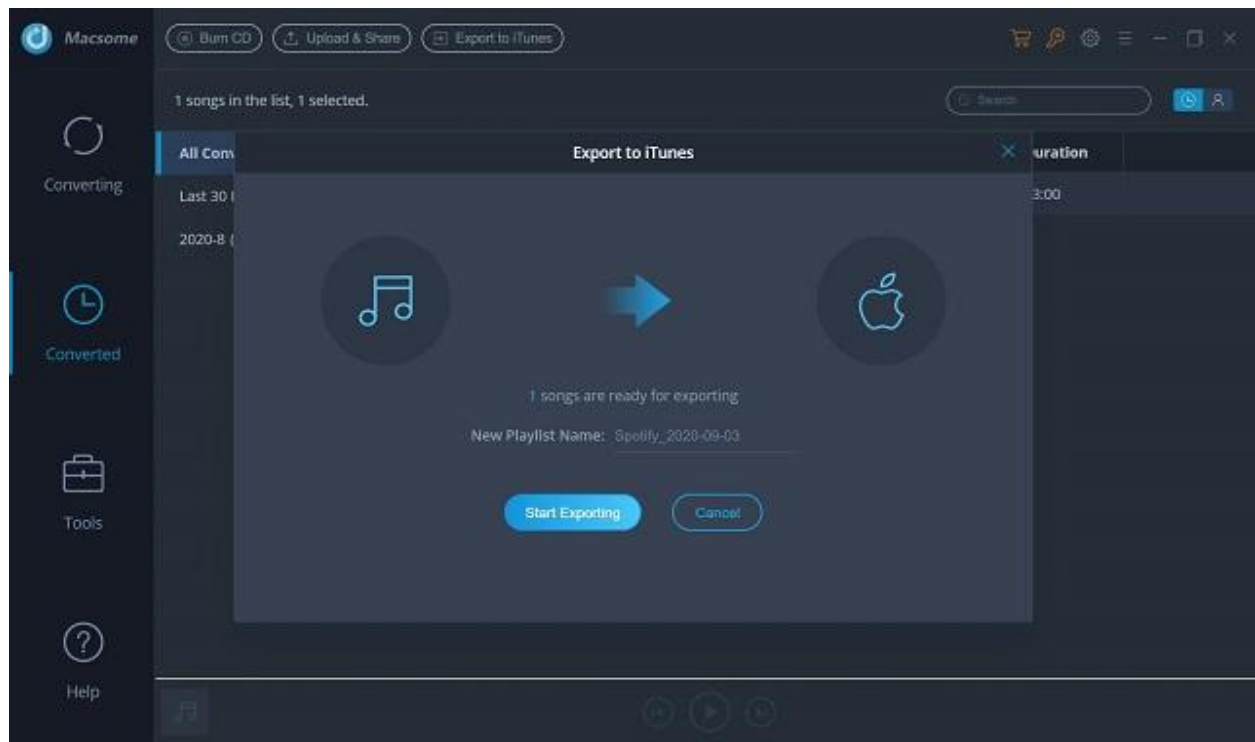 Macsome
Burn CD
Upload & Share
Export to iTunes
1 songs in the list, 1 selected.
Search
Converting
All Conv
Export to iTunes
uration
Last 30
3:00
2020-8 (
Converted
1 songs are ready for exporting
New Playlist Name: Spotify_2020-09-03
Start Exporting
Cancel
Tools
Help